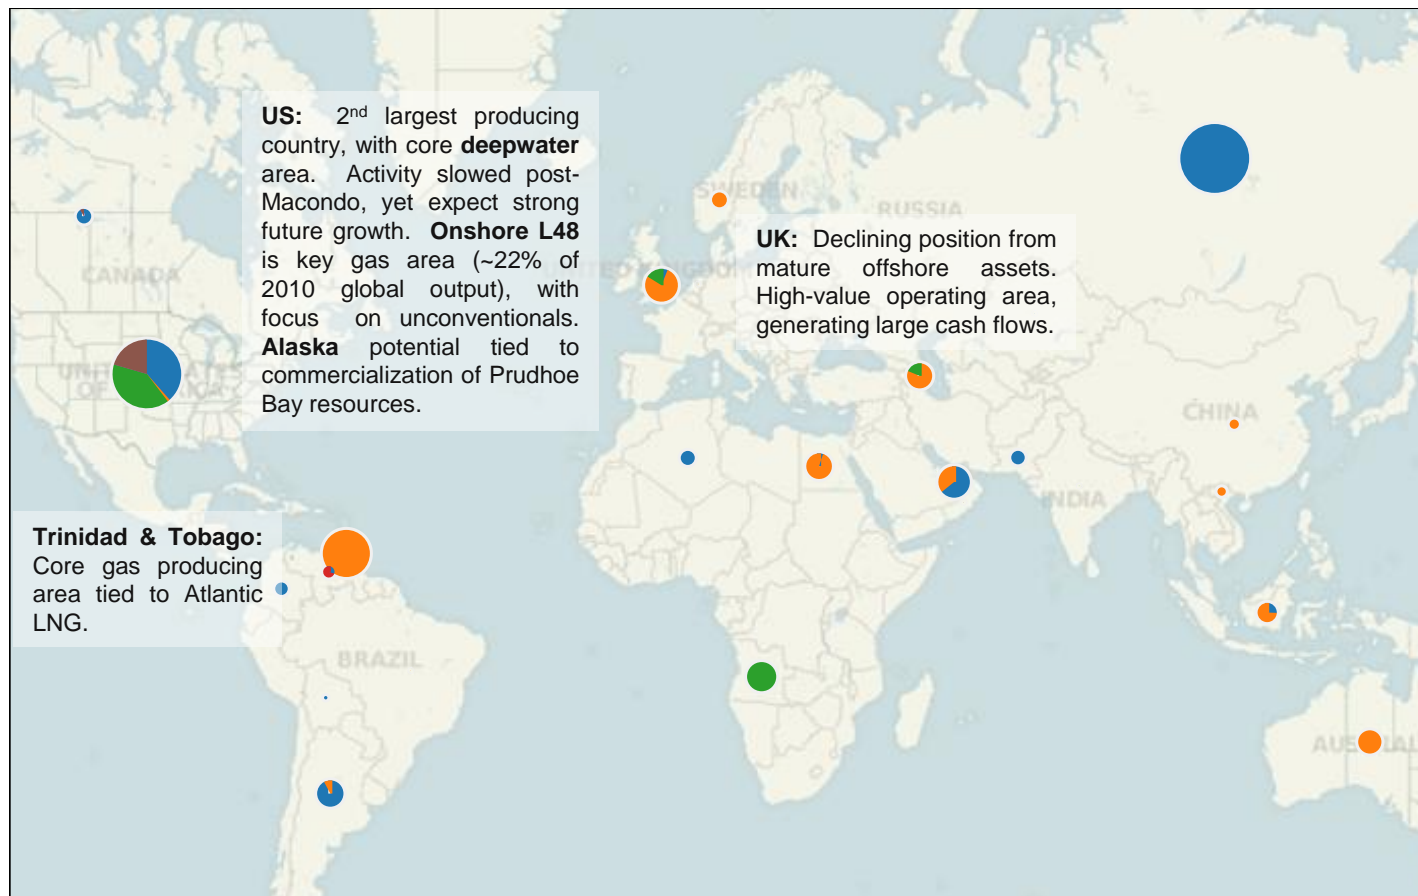 US: 2nd largest producing
country, with core deepwater
area. Activity slowed post-
Macondo, yet expect strong
future growth. Onshore L48
is key gas area (~22% of
2010 global output), with
focus on unconventionals.
Alaska potential tied to
commercialization of Prudhoe
Bay resources.
SWEDEN
RUSSIA
UK: Declining position from
mature offshore assets.
High-value operating area,
generating large cash flows.
CANADA
CHINA
INDIA
Trinidad & Tobago:
Core gas producing
area tied to Atlantic
LNG.
BRAZIL